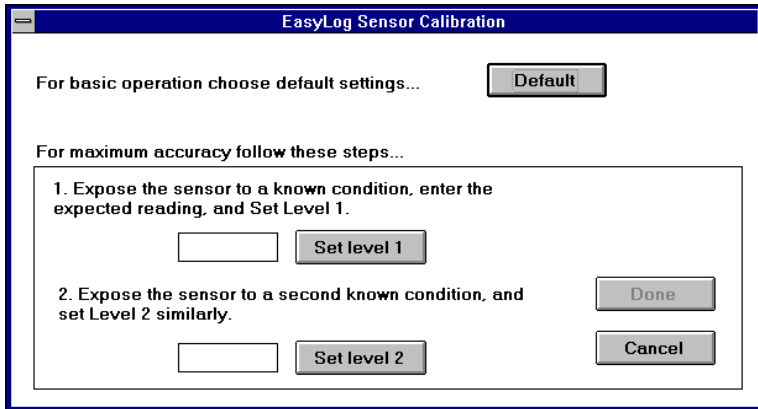 EasyLog Sensor Calibration
For basic operation choose default settings...
Default
For maximum accuracy follow these steps...
1. Expose the sensor to a known condition, enter the
expected reading, and Set Level 1.
Set level 1
2. Expose the sensor to a second known condition, and
set Level 2 similarly.
Done
Set level 2
Cancel